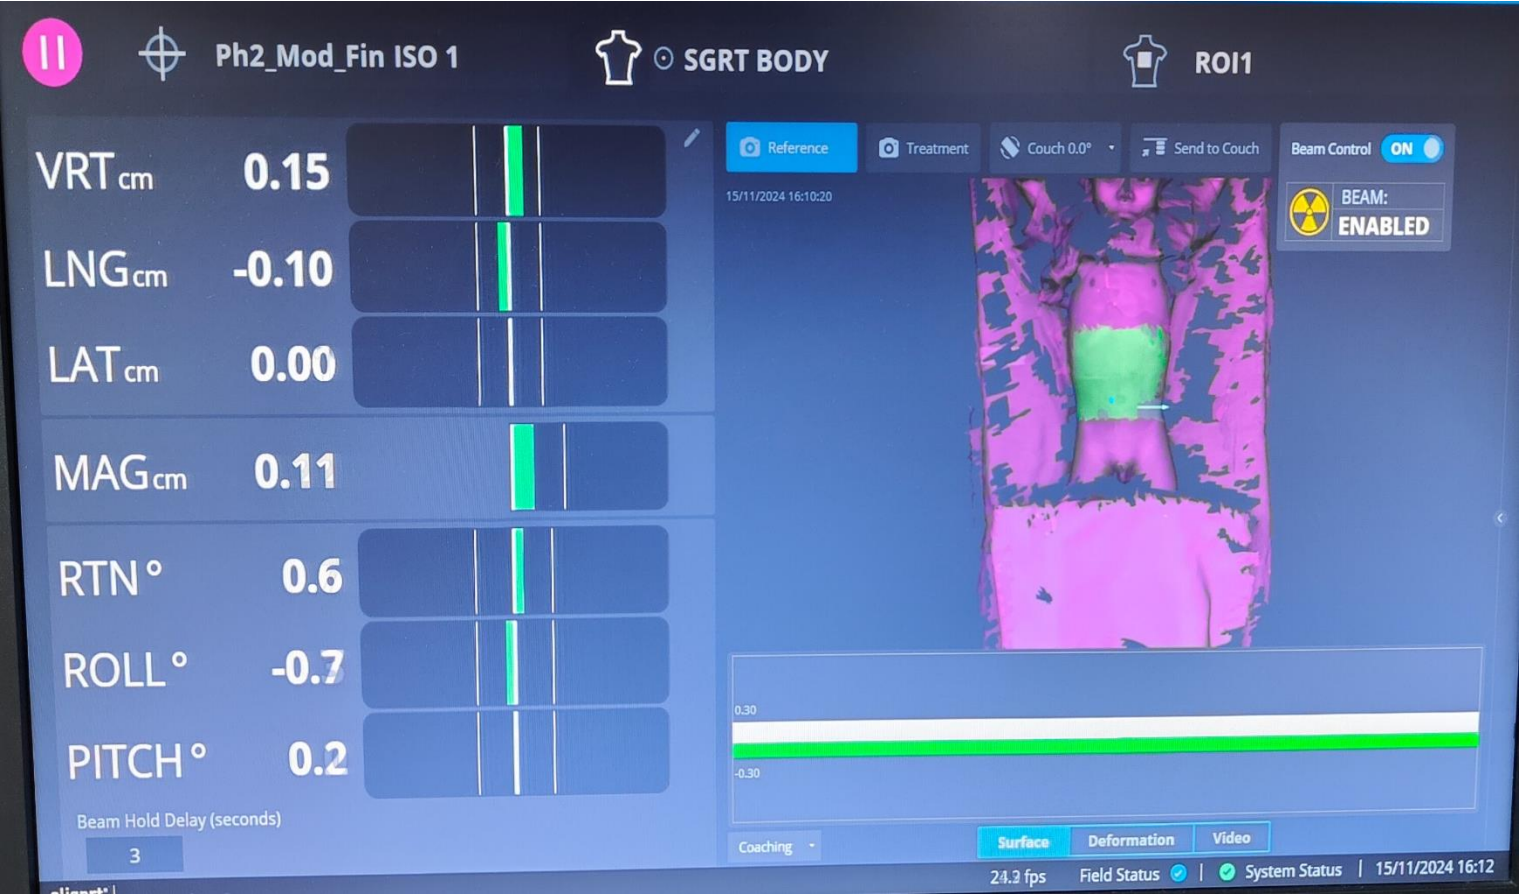 Ph2_Mod_Fin ISO 1
SGRT BODY
ROI1
VRT cm 0.15
LNG cm -0.10
LAT cm 0.00
MAG cm 0.11
RTN° 0.6
ROLL° -0.7
PITCH° 0.2
Beam Hold Delay (seconds)
3
Reference
Treatment
Couch 0.0°
Send to Couch
Beam Control ON
15/11/2024 16:10:20
BEAM:
ENABLED
0.30
-0.30
Coaching
Surface
Deformation
Video
fps
Field Status
System Status
15/11/2024 16:12